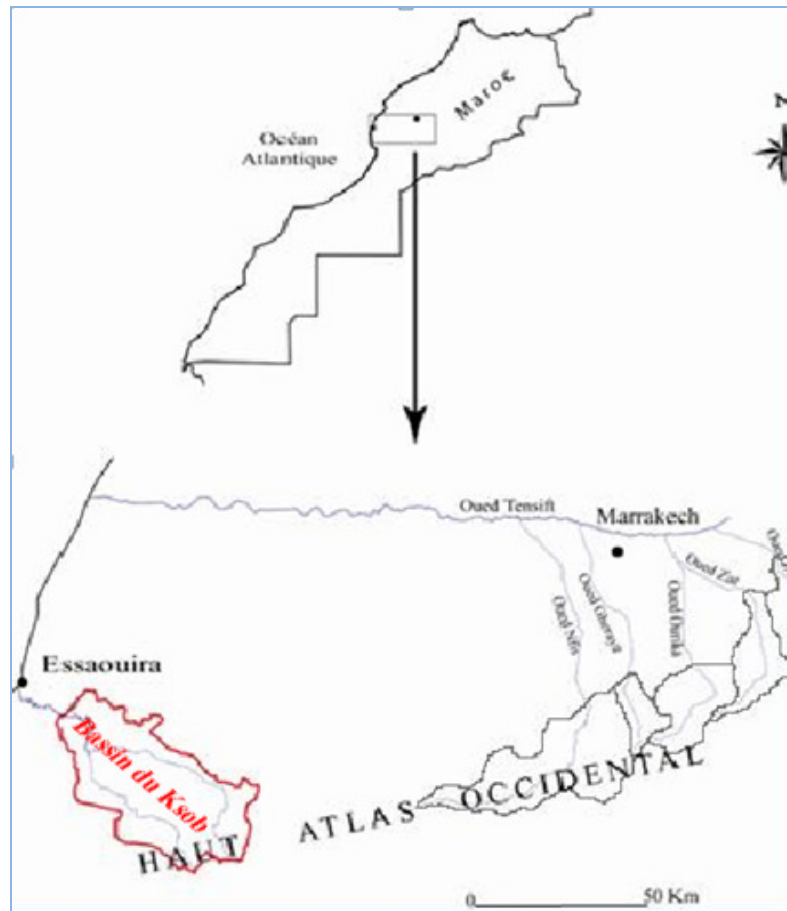 Maroc
N
Océan
Atlantique
Oued Tensift
Marrakech
Oued Zat
Oued Nfis
Oued Gherayà
Oued Ourika
Essaouira
Bassin du Ksob
HAUT ATLAS OCCIDENTAL
0 50 Km